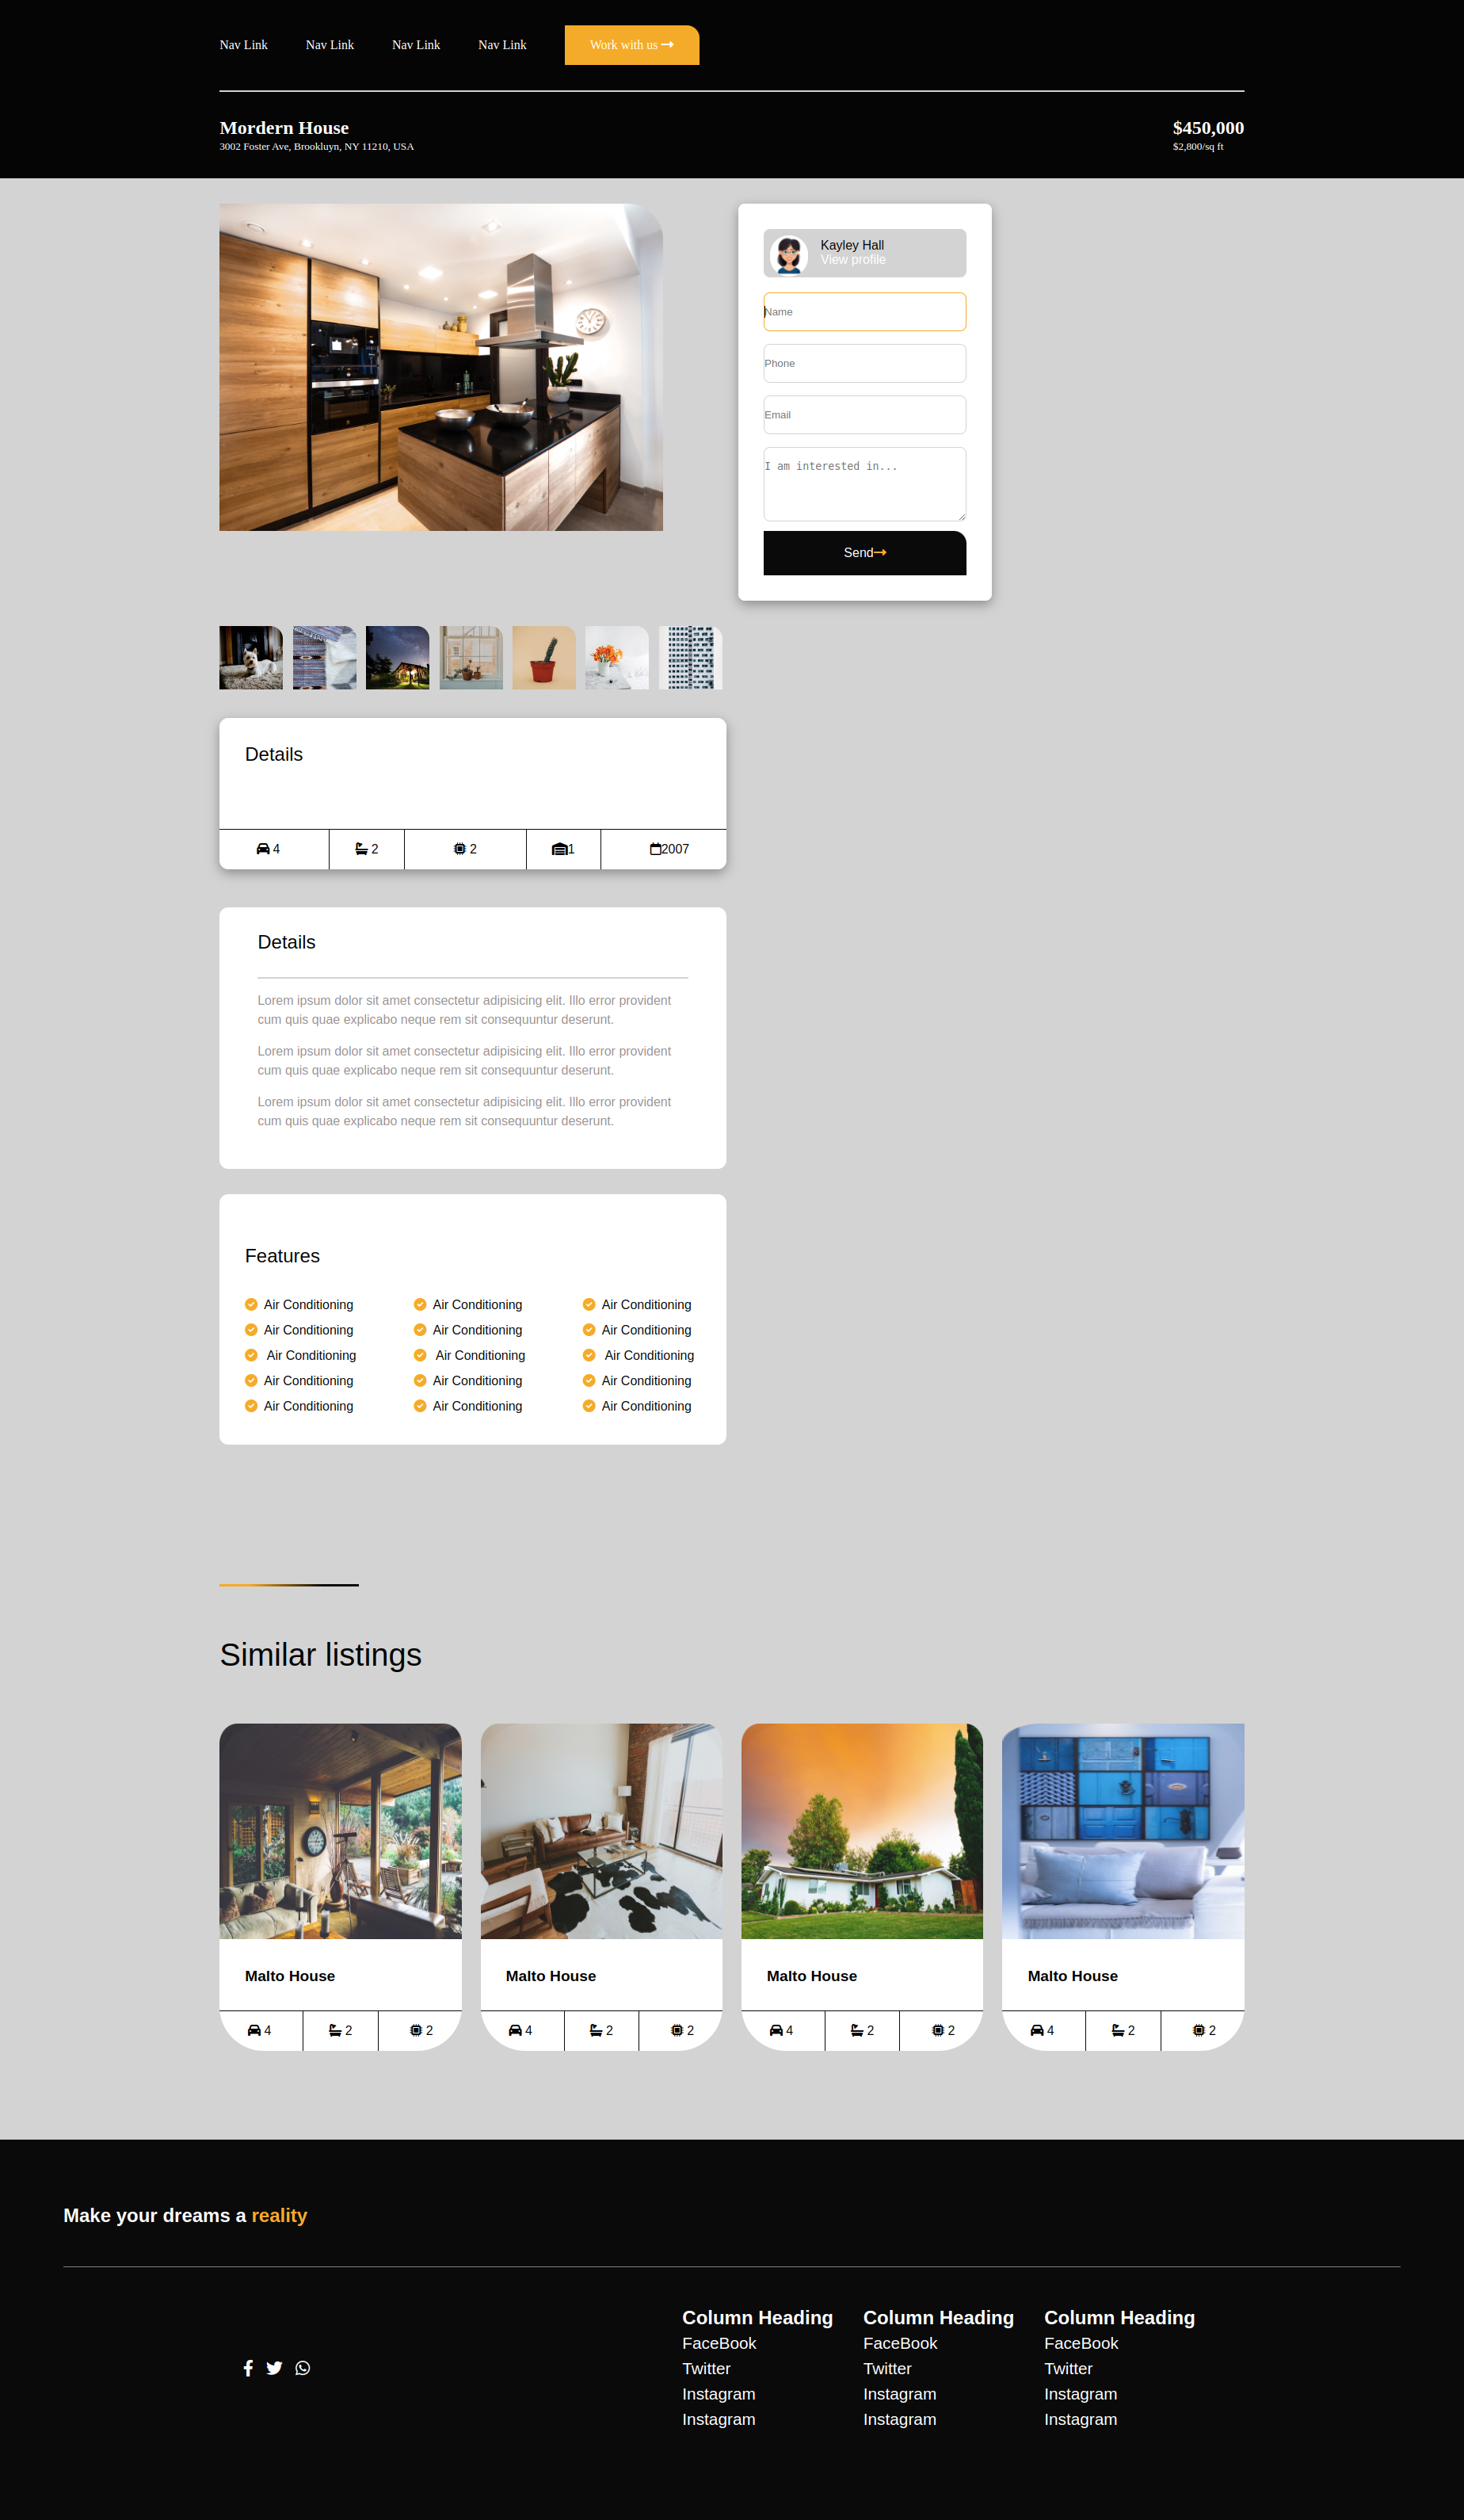 Nav Link Nav Link Nav Link Nav Link Work with us
Mordern House
3002 Foster Ave, Brookluyn, NY 11210, USA
$450,000
$2,800/sq ft
Kayley Hall
View profile
Name
Phone
Email
I am interested in...
Send
Details
4 2 2 1 2007
Details
Lorem ipsum dolor sit amet consectetur adipisicing elit. Illo error provident
cum quis quae explicabo neque rem sit consequuntur deserunt.
Lorem ipsum dolor sit amet consectetur adipisicing elit. Illo error provident
cum quis quae explicabo neque rem sit consequuntur deserunt.
Lorem ipsum dolor sit amet consectetur adipisicing elit. Illo error provident
cum quis quae explicabo neque rem sit consequuntur deserunt.
Features
Air Conditioning Air Conditioning Air Conditioning
Air Conditioning Air Conditioning Air Conditioning
Air Conditioning Air Conditioning Air Conditioning
Air Conditioning Air Conditioning Air Conditioning
Air Conditioning Air Conditioning Air Conditioning
Similar listings
Malto House Malto House Malto House Malto House
4 2 2 4 2 2 4 2 2 4 2 2
Make your dreams a reality
Column Heading Column Heading Column Heading
FaceBook FaceBook FaceBook
Twitter Twitter Twitter
Instagram Instagram Instagram
Instagram Instagram Instagram